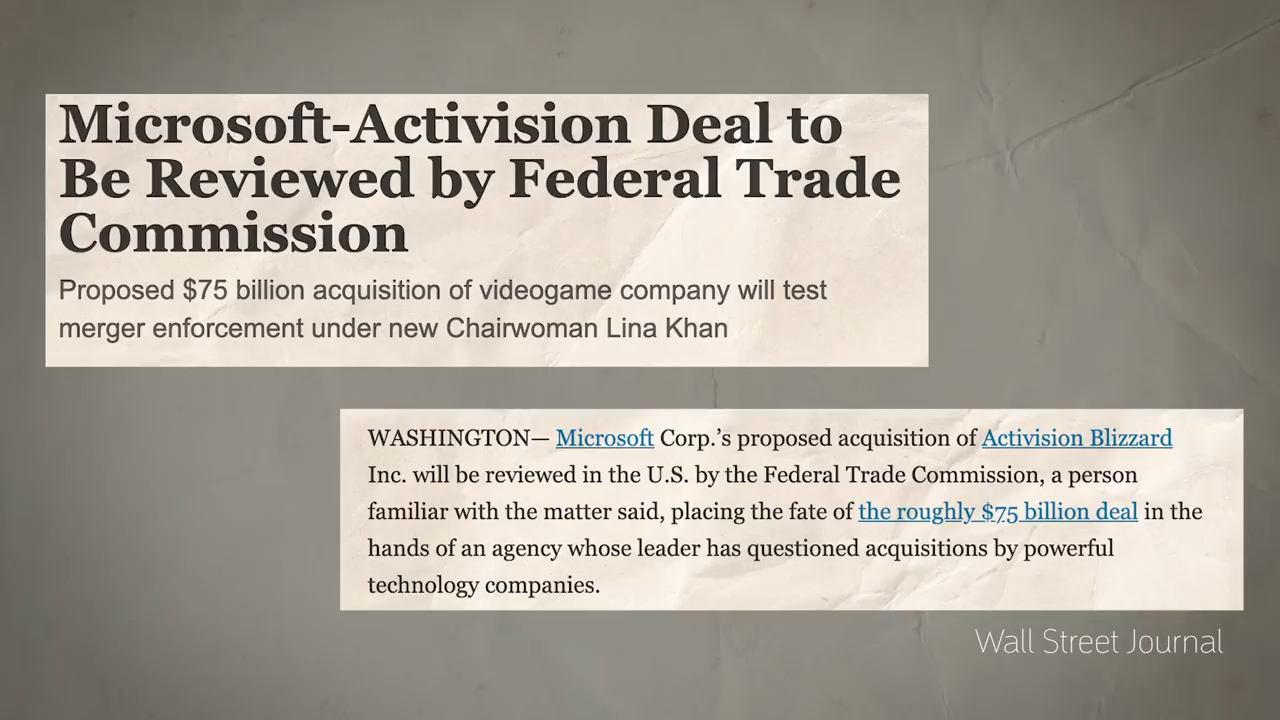 Microsoft-Activision Deal to
Be Reviewed by Federal Trade
Commission
Proposed $75 billion acquisition of videogame company will test
merger enforcement under new Chairwoman Lina Khan
WASHINGTON— Microsoft Corp.’s proposed acquisition of Activision Blizzard
Inc. will be reviewed in the U.S. by the Federal Trade Commission, a person
familiar with the matter said, placing the fate of the roughly $75 billion deal in the
hands of an agency whose leader has questioned acquisitions by powerful
technology companies.
Wall Street Journal